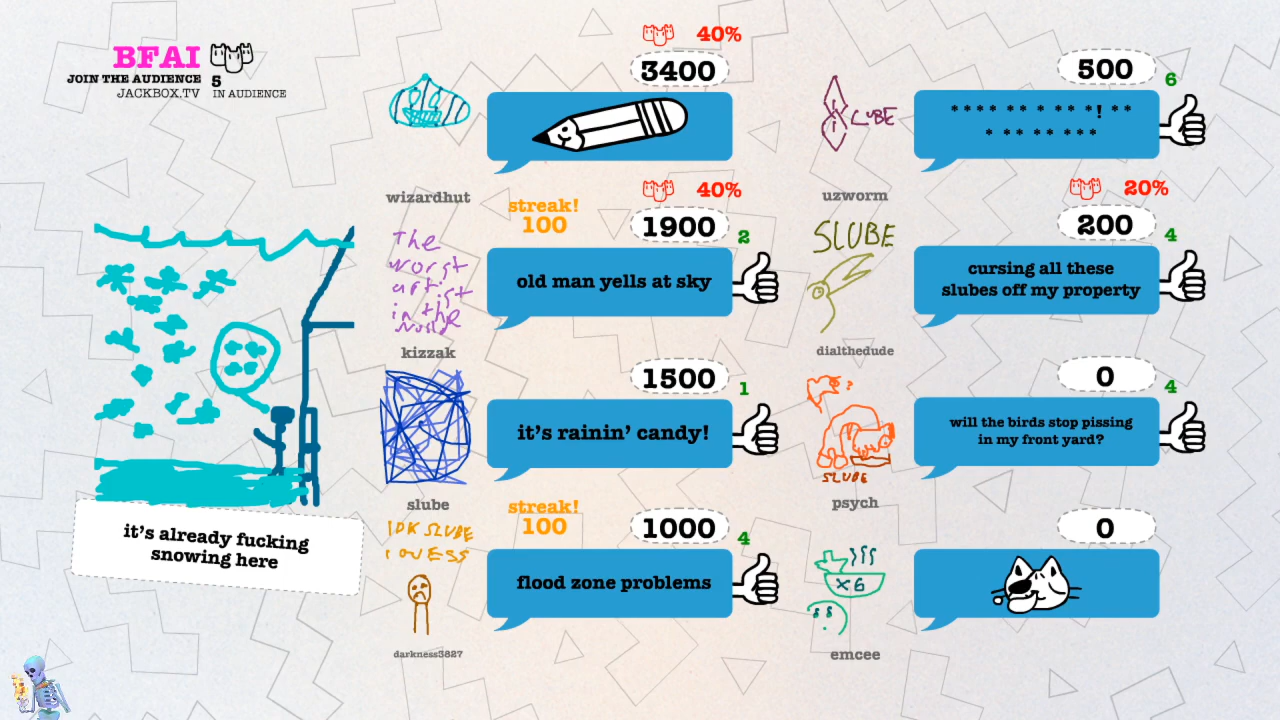 BFAI
JOIN THE AUDIENCE
JACKBOX.TV
5
IN AUDIENCE
it's already fucking
snowing here
40%
3400
wizardhut
streak!
100
40%
1900
2
The
worst
artist
in the
world
old man yells at sky
kizzak
1500
1
it's rainin' candy!
slube
streak!
100
1000
4
IDK SLUBE
flood zone problems
darkness3827
500
6
CUBE
**** ** * *** *! **
* ** ** ***
uzworm
20%
200
4
SLUBE
cursing all these
slubes off my property
dialthedude
0
4
?
SLUBE
will the birds stop pissing
in my front yard?
psych
0
x6
emcee